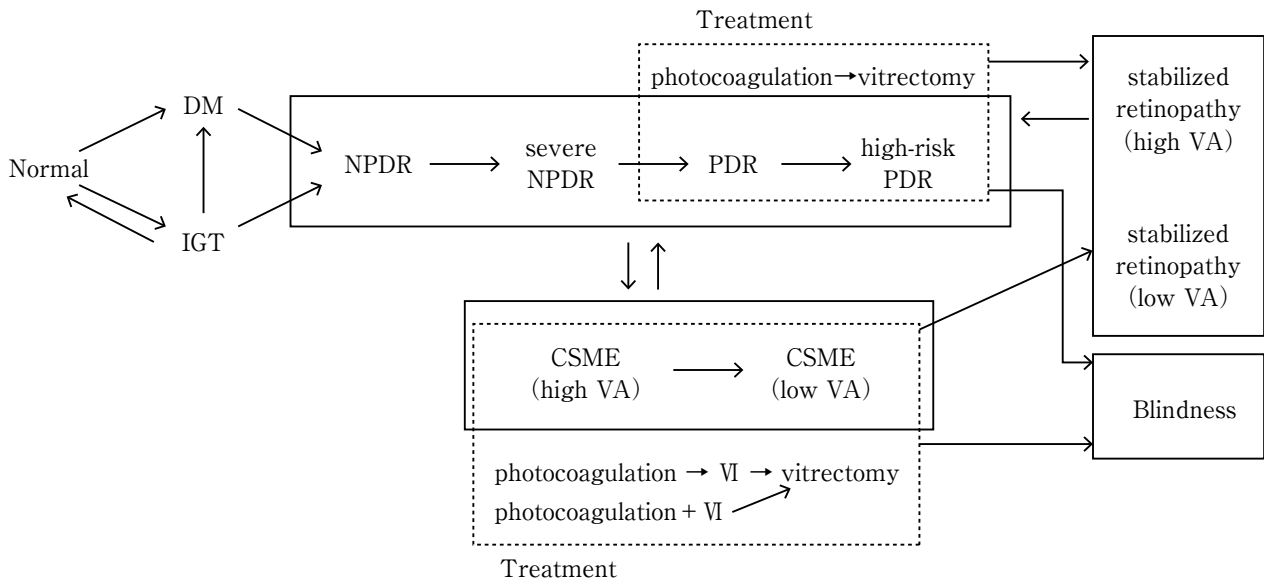 Treatment
photocoagulation→vitrectomy
stabilized
retinopathy
(high VA)
DM
Normal
IGT
NPDR
severe
NPDR
PDR
high-risk
PDR
stabilized
retinopathy
(low VA)
CSME
(high VA)
CSME
(low VA)
Blindness
photocoagulation → Ⅵ → vitrectomy
photocoagulation + Ⅵ
Treatment